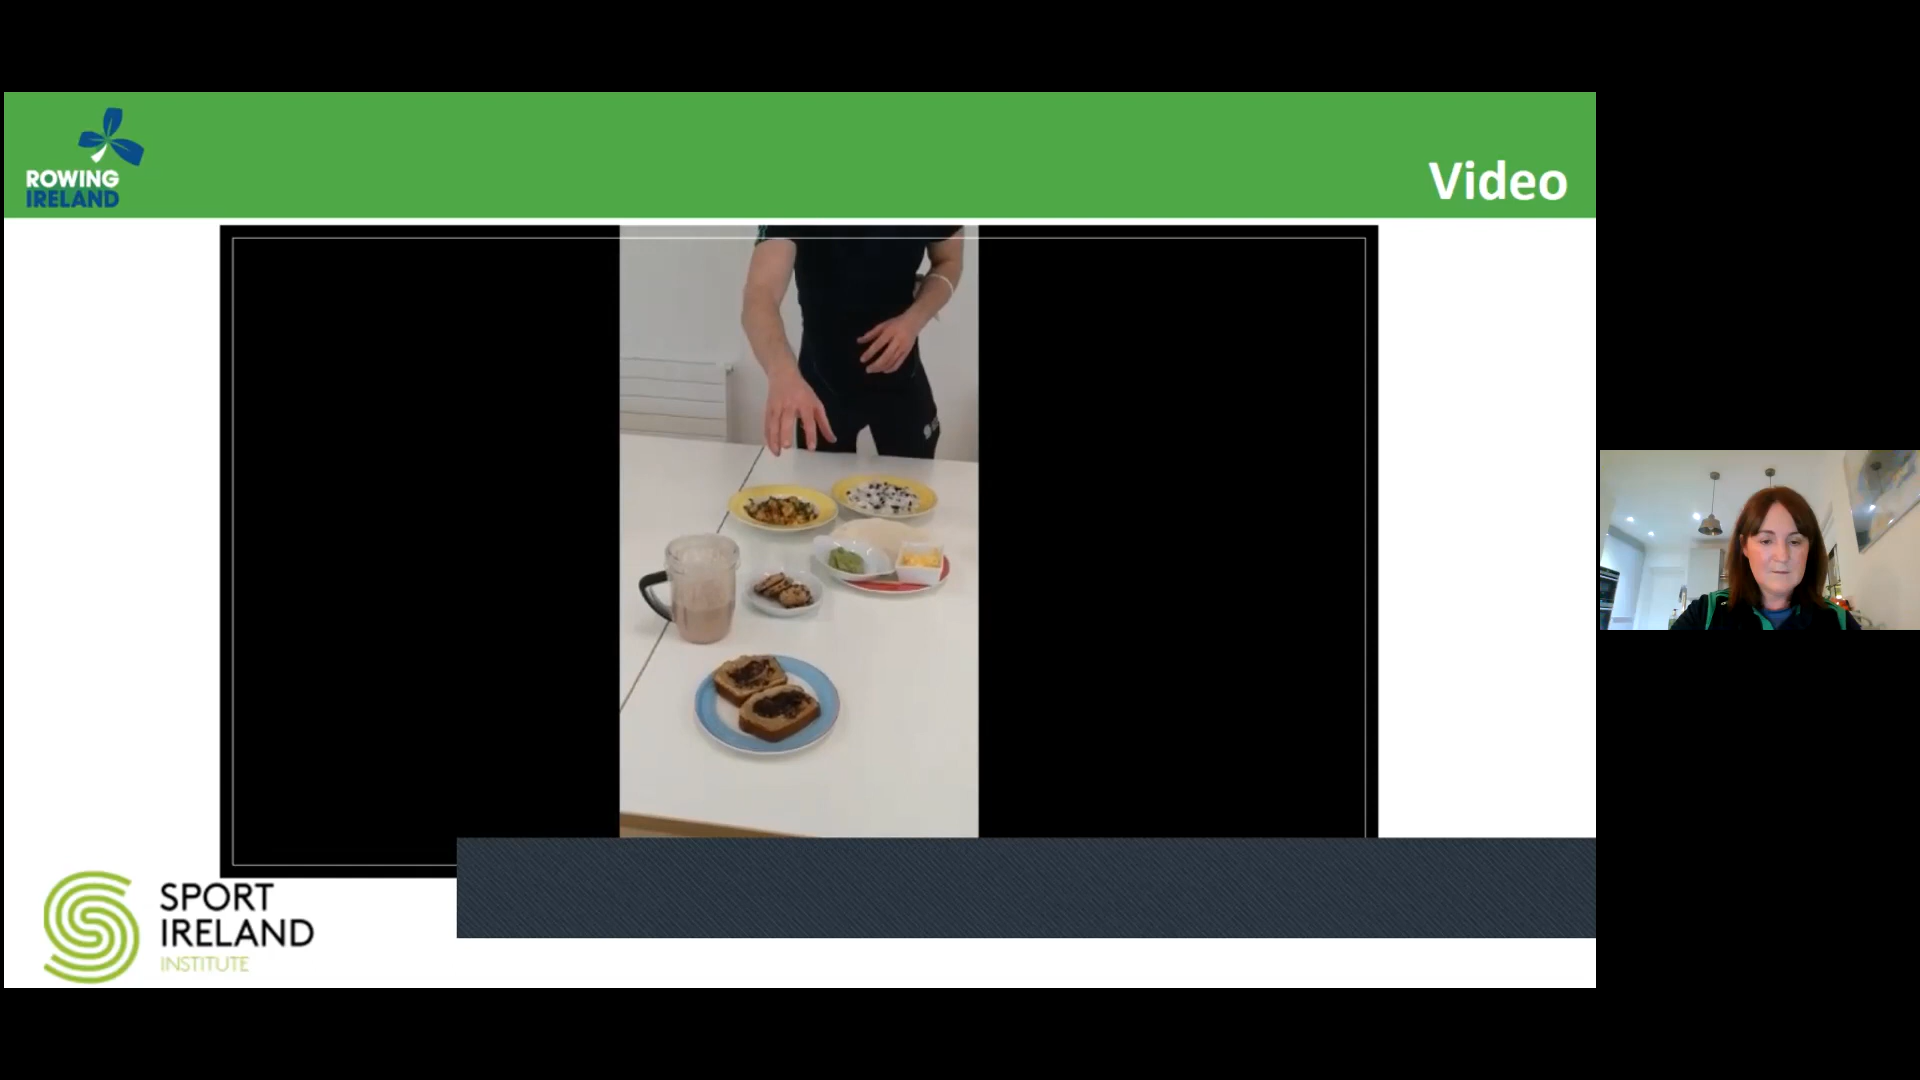 ROWING
IRELAND
Video
SPORT
IRELAND
INSTITUTE